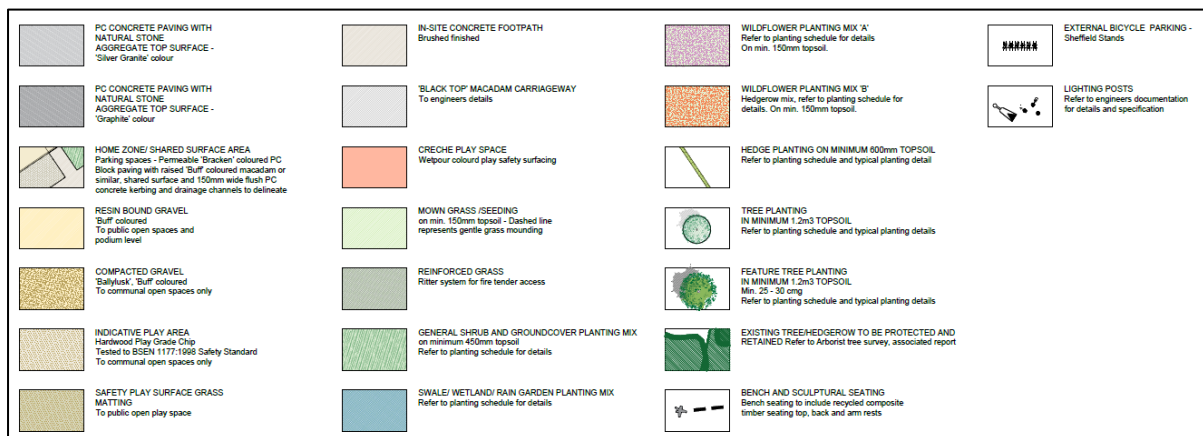 PC CONCRETE PAVING WITH
NATURAL STONE
AGGREGATE TOP SURFACE -
'Silver Granite' colour
PC CONCRETE PAVING WITH
NATURAL STONE
AGGREGATE TOP SURFACE -
'Graphite' colour
HOME ZONE/ SHARED SURFACE AREA
Parking spaces - Permeable 'Bracken' coloured PC
Block paving with raised 'Buff' coloured macadam or
similar, shared surface and 150mm wide flush PC
concrete kerbing and drainage channels to delineate
RESIN BOUND GRAVEL
'Buff' coloured
To public open spaces and
podium level
COMPACTED GRAVEL
'Ballylusk', 'Buff' coloured
To communal open spaces only
INDICATIVE PLAY AREA
Hardwood Play Grade Chip
Tested to BSEN 1177:1998 Safety Standard
To communal open spaces only
SAFETY PLAY SURFACE GRASS
MATTING
To public open play space
IN-SITE CONCRETE FOOTPATH
Brushed finished
'BLACK TOP' MACADAM CARRIAGEWAY
To engineers details
CRECHE PLAY SPACE
Wetpour colourd play safety surfacing
MOWN GRASS /SEEDING
on min. 150mm topsoil - Dashed line
represents gentle grass mounding
REINFORCED GRASS
Ritter system for fire tender access
GENERAL SHRUB AND GROUNDCOVER PLANTING MIX
on minimum 450mm topsoil
Refer to planting schedule for details
SWALE/ WETLAND/ RAIN GARDEN PLANTING MIX
Refer to planting schedule for details
WILDFLOWER PLANTING MIX 'A'
Refer to planting schedule for details
On min. 150mm topsoil.
WILDFLOWER PLANTING MIX 'B'
Hedgerow mix, refer to planting schedule for
details. On min. 150mm topsoil.
HEDGE PLANTING ON MINIMUM 600mm TOPSOIL
Refer to planting schedule and typical planting detail
TREE PLANTING
IN MINIMUM 1.2m3 TOPSOIL
Refer to planting schedule and typical planting details
FEATURE TREE PLANTING
IN MINIMUM 1.2m3 TOPSOIL
Min. 25 - 30 cmg
Refer to planting schedule and typical planting details
EXISTING TREE/HEDGEROW TO BE PROTECTED AND
RETAINED Refer to Arborist tree survey, associated report
BENCH AND SCULPTURAL SEATING
Bench seating to include recycled composite
timber seating top, back and arm rests
EXTERNAL BICYCLE PARKING -
Sheffield Stands
LIGHTING POSTS
Refer to engineers documentation
for details and specification